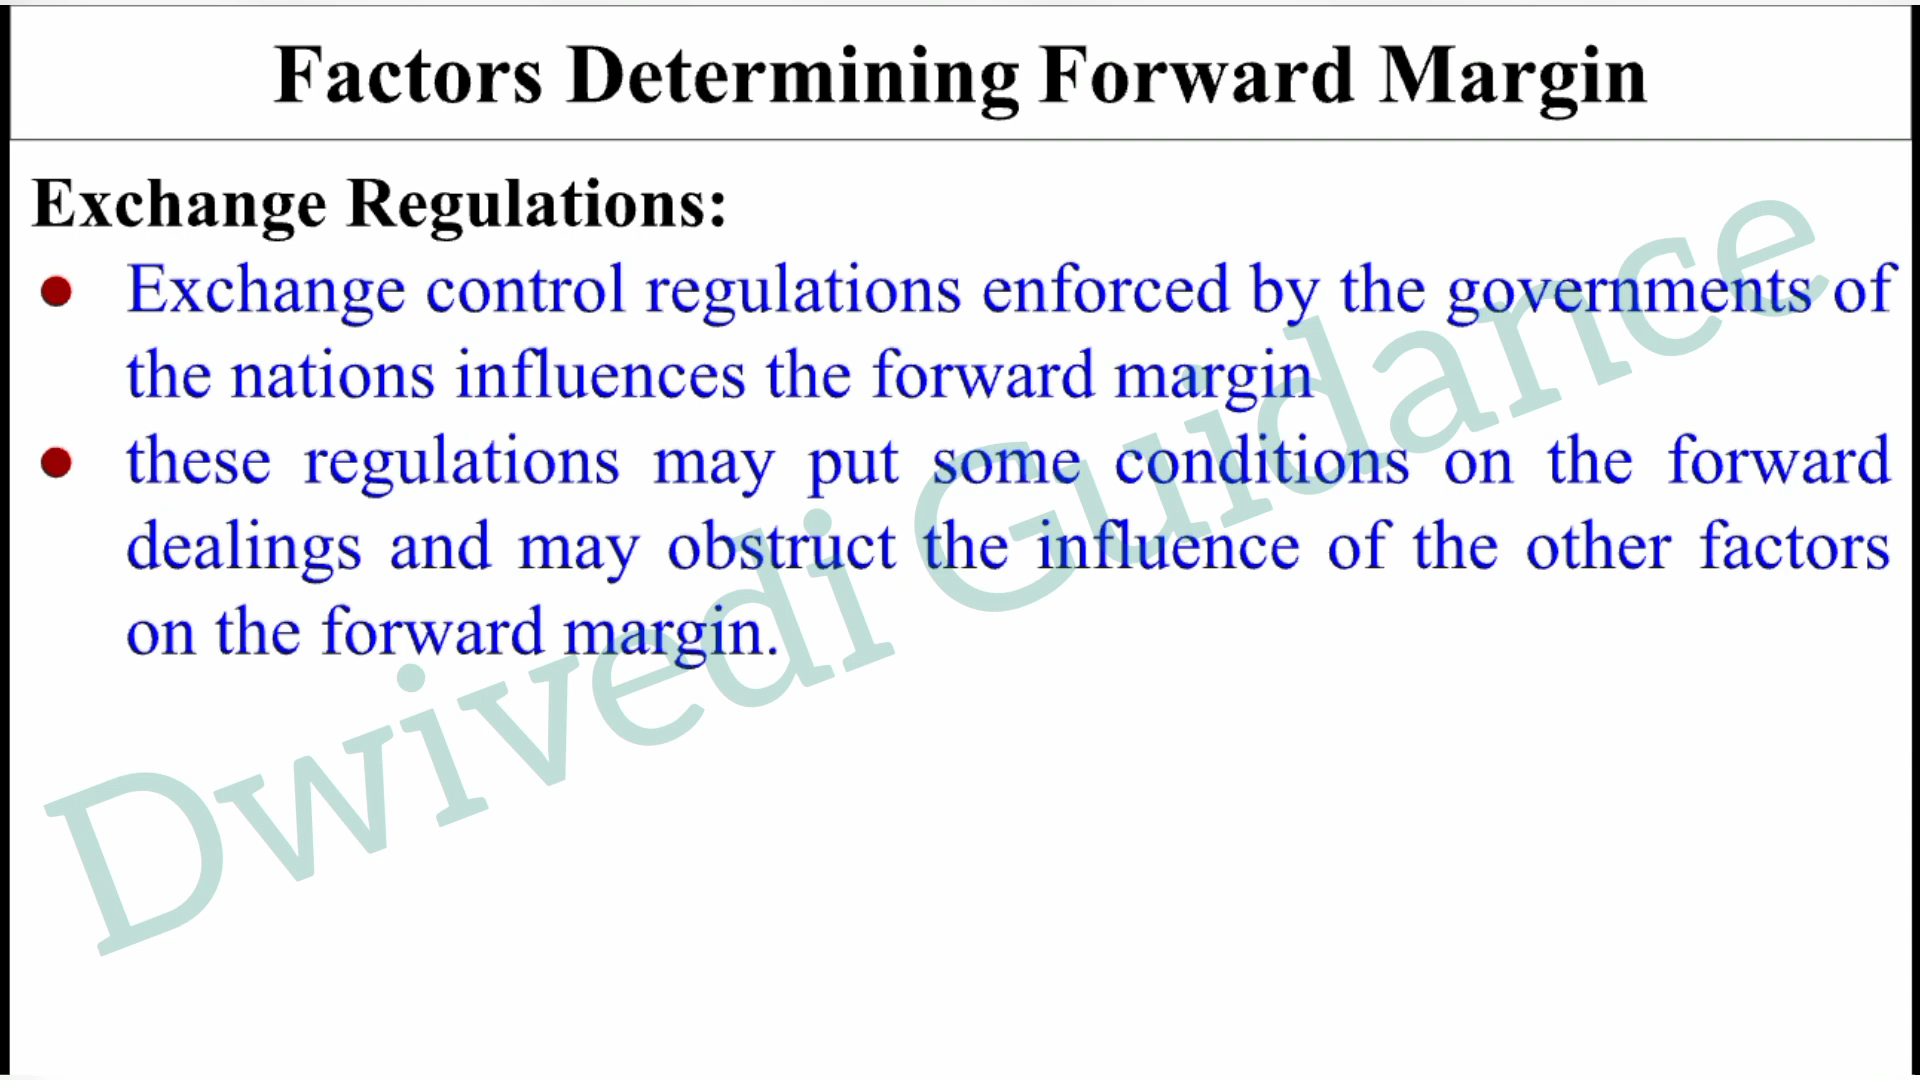 Factors Determining Forward Margin
Exchange Regulations:
● Exchange control regulations enforced by the governments of
the nations influences the forward margin
● these regulations may put some conditions on the forward
dealings and may obstruct the influence of the other factors
on the forward margin.
Dwivedi Guidance